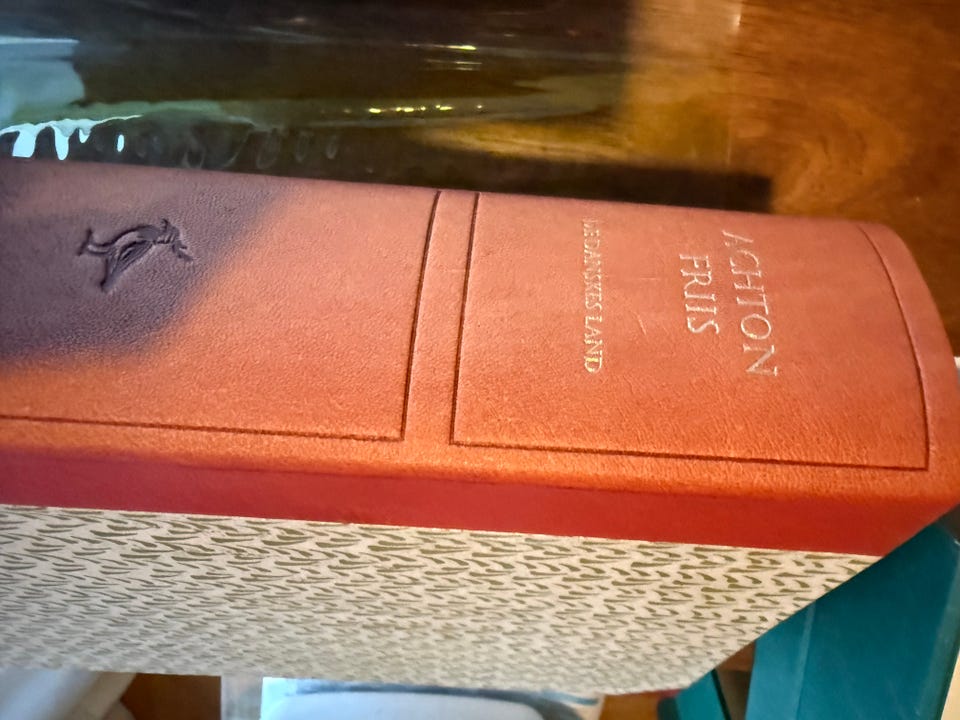 ACHTON
FRIIS
DE DANSKES LAND